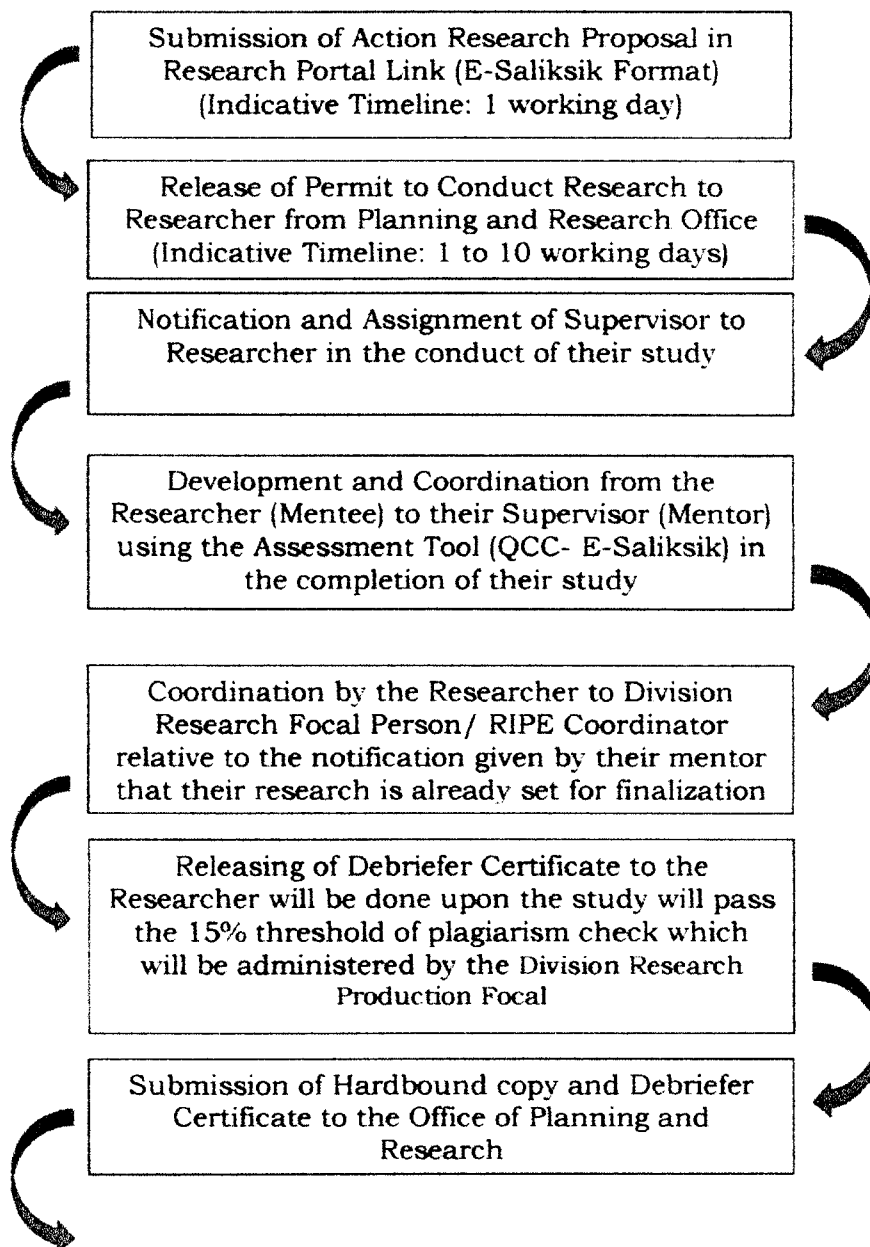 Submission of Action Research Proposal in
Research Portal Link (E-Saliksik Format)
(Indicative Timeline: 1 working day)
Release of Permit to Conduct Research to
Researcher from Planning and Research Office
(Indicative Timeline: 1 to 10 working days)
Notification and Assignment of Supervisor to
Researcher in the conduct of their study
Development and Coordination from the
Researcher (Mentee) to their Supervisor (Mentor)
using the Assessment Tool (QCC- E-Saliksik) in
the completion of their study
Coordination by the Researcher to Division
Research Focal Person/ RIPE Coordinator
relative to the notification given by their mentor
that their research is already set for finalization
Releasing of Debriefer Certificate to the
Researcher will be done upon the study will pass
the 15% threshold of plagiarism check which
will be administered by the Division Research
Production Focal
Submission of Hardbound copy and Debriefer
Certificate to the Office of Planning and
Research